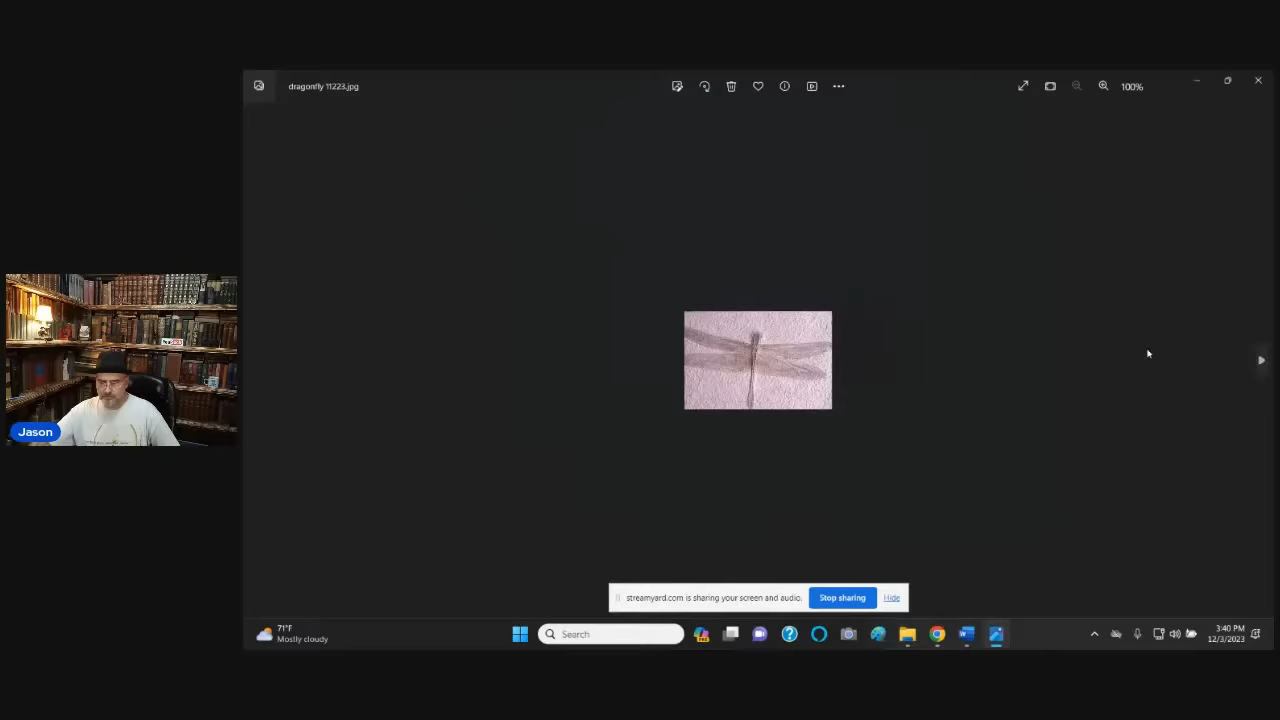 dragonfly 11223.jpg
100%
Jason
streamyard.com is sharing your screen and audio.
Stop sharing
Hide
71°F
Mostly cloudy
Search
3:40 PM
12/3/2023